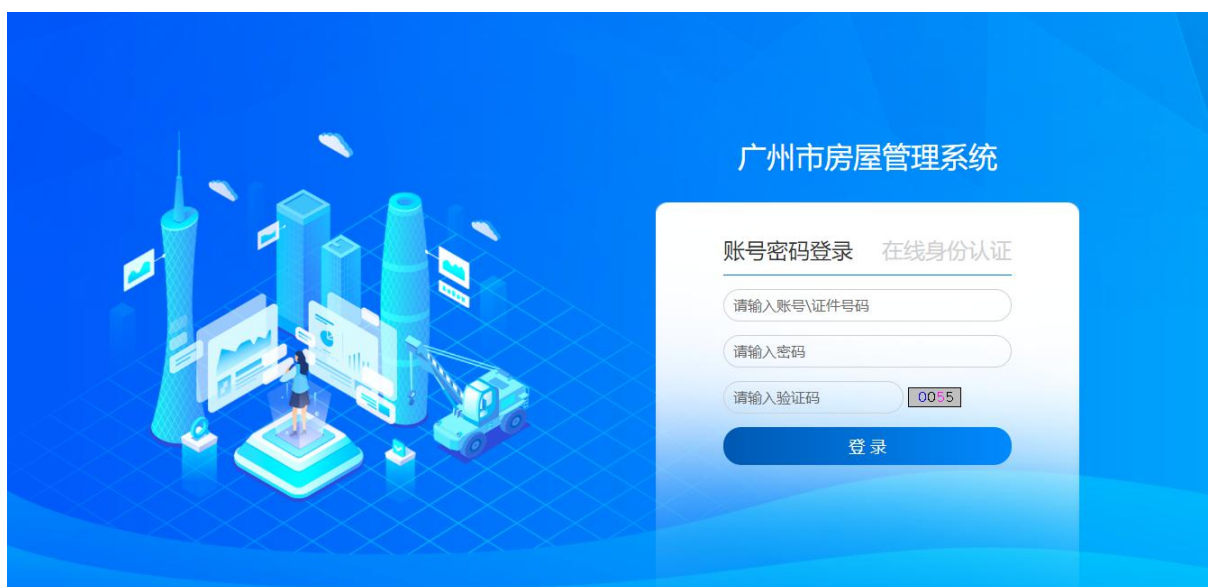 广州市房屋管理系统
账号密码登录 在线身份认证
请输入账号\证件号码
请输入密码
请输入验证码 0055
登 录